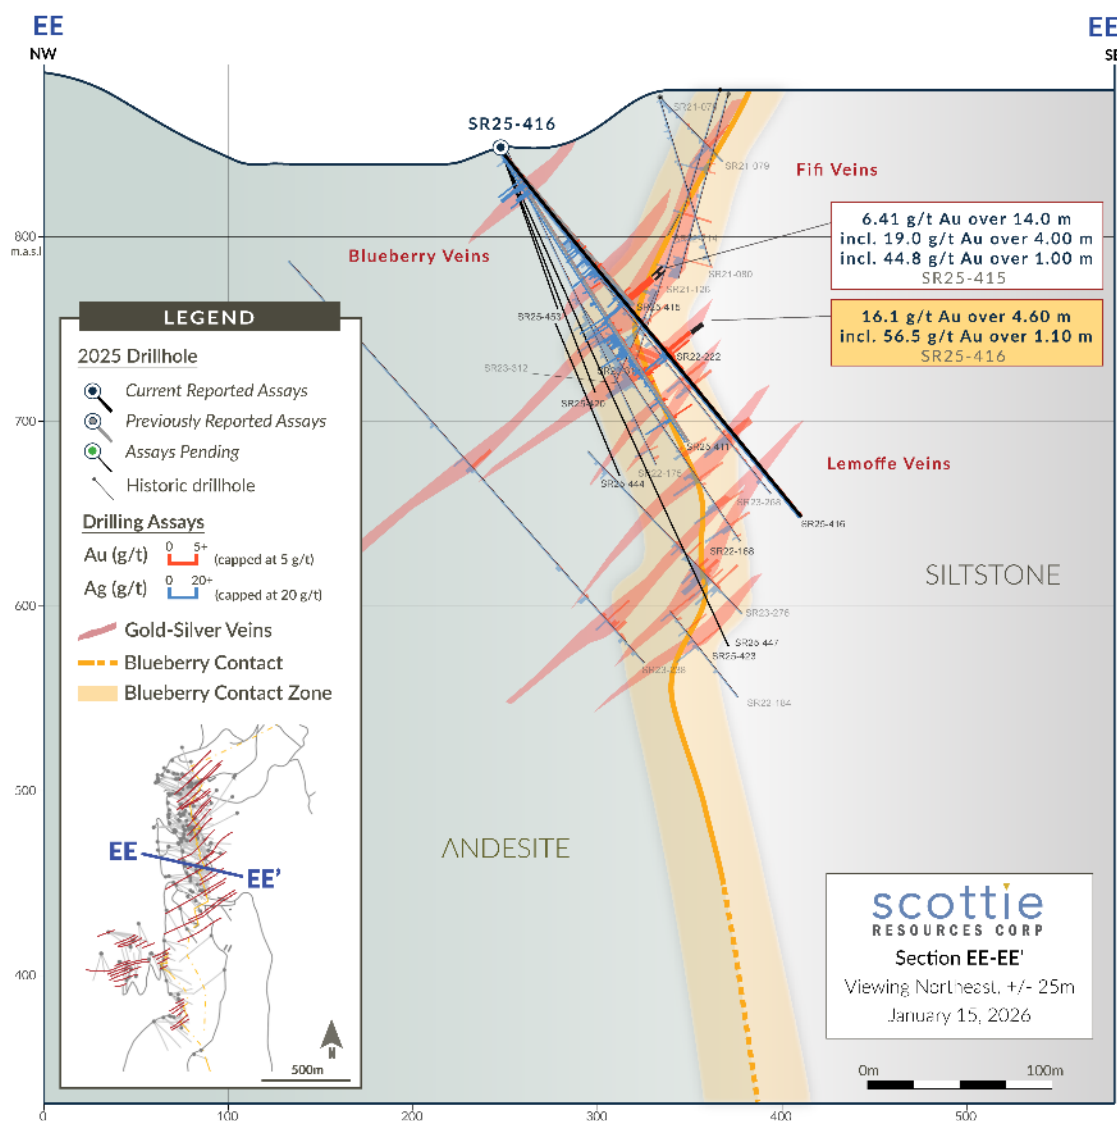 EE
NW
EE
SE
SR25-416
SR21-079
SR21-079
Fifi Veins
800
m.a.s.l
Blueberry Veins
6.41 g/t Au over 14.0 m
incl. 19.0 g/t Au over 4.00 m
incl. 44.8 g/t Au over 1.00 m
SR25-415
SR21-080
SR21-126
SR25-415
SR25-453
16.1 g/t Au over 4.60 m
incl. 56.5 g/t Au over 1.10 m
SR25-416
SR22-222
SR23-312
SR25-420
700
SR25-411
SR22-175
SR25-444
Lemoffe Veins
SR23-268
SR25-416
SR22-168
SILTSTONE
600
SR23-276
SR25-447
SR25-423
SR22-184
LEGEND
2025 Drillhole
Current Reported Assays
Previously Reported Assays
Assays Pending
Historic drillhole
Drilling Assays
Au (g/t)
0 5+
(capped at 5 g/t)
Ag (g/t)
0 20+
(capped at 20 g/t)
Gold-Silver Veins
Blueberry Contact
Blueberry Contact Zone
EE
EE'
N
500m
500
ANDESITE
400
scottie
RESOURCES CORP
Section EE-EE'
Viewing Northeast, +/- 25m
January 15, 2026
0m 100m
0 100 200 300 400 500